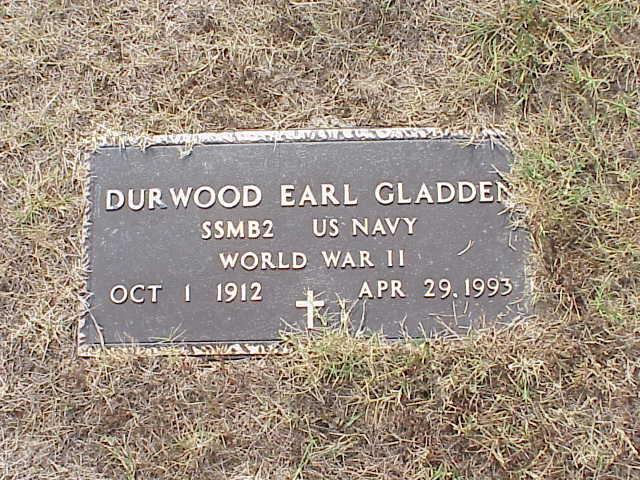 DURWOOD EARL GLADDEN
SSMB2 US NAVY
WORLD WAR II
OCT 1 1912 APR 29, 1993